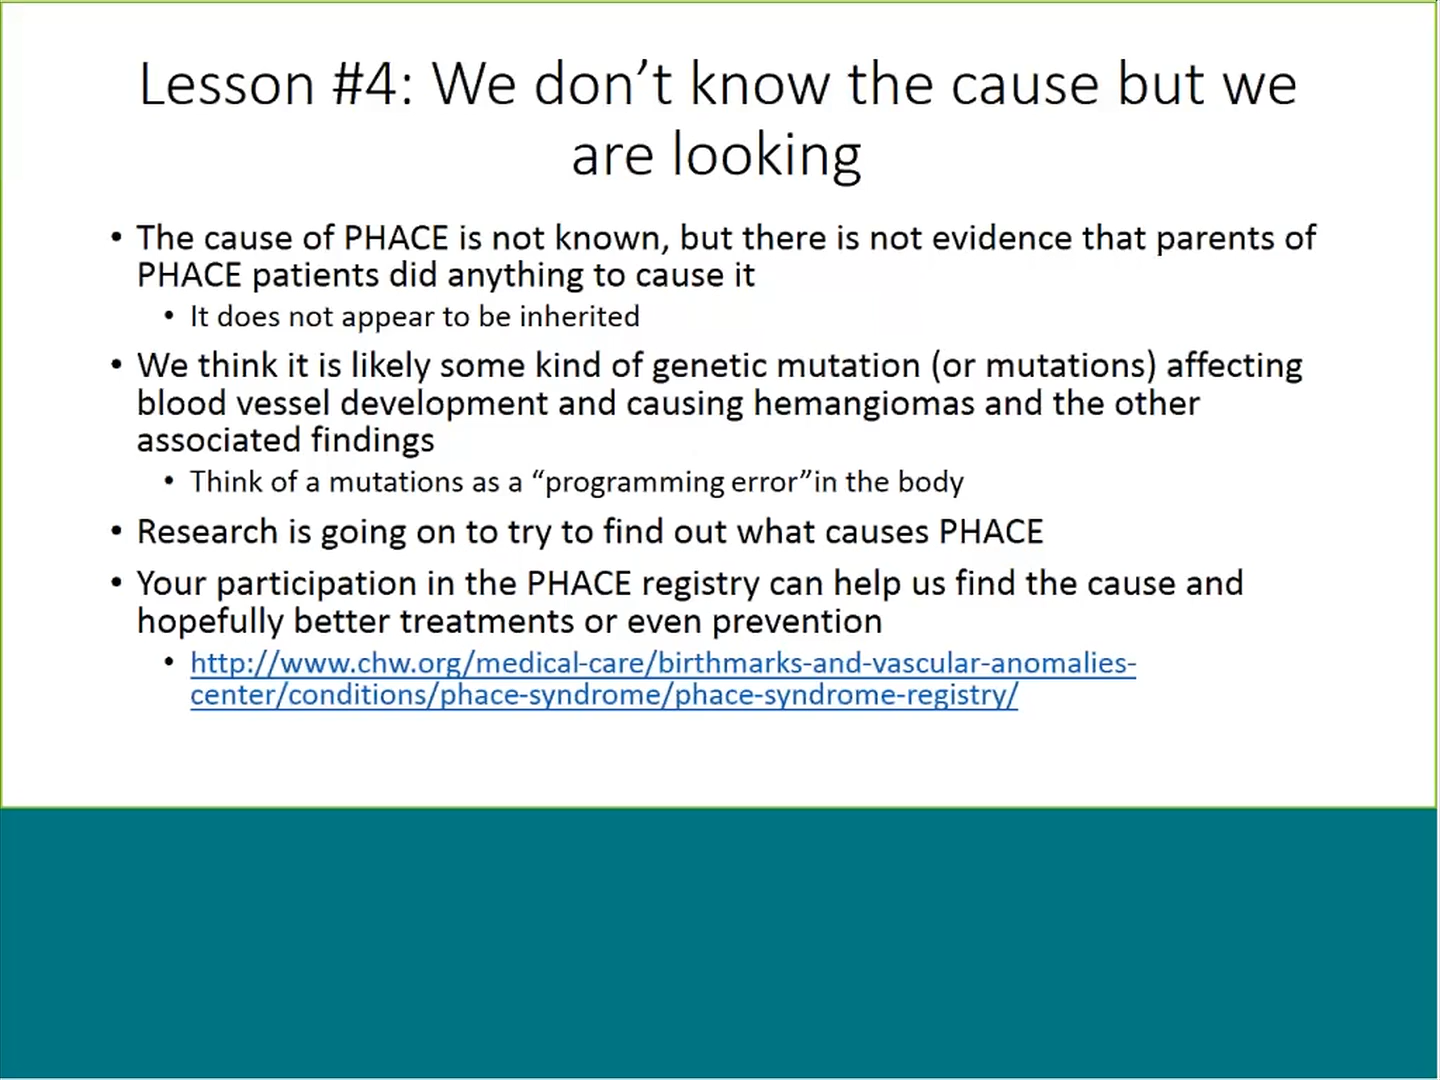 Lesson #4: We don’t know the cause but we
are looking
• The cause of PHACE is not known, but there is not evidence that parents of
PHACE patients did anything to cause it
• It does not appear to be inherited
• We think it is likely some kind of genetic mutation (or mutations) affecting
blood vessel development and causing hemangiomas and the other
associated findings
• Think of a mutations as a “programming error”in the body
• Research is going on to try to find out what causes PHACE
• Your participation in the PHACE registry can help us find the cause and
hopefully better treatments or even prevention
• http://www.chw.org/medical-care/birthmarks-and-vascular-anomalies-
center/conditions/phace-syndrome/phace-syndrome-registry/